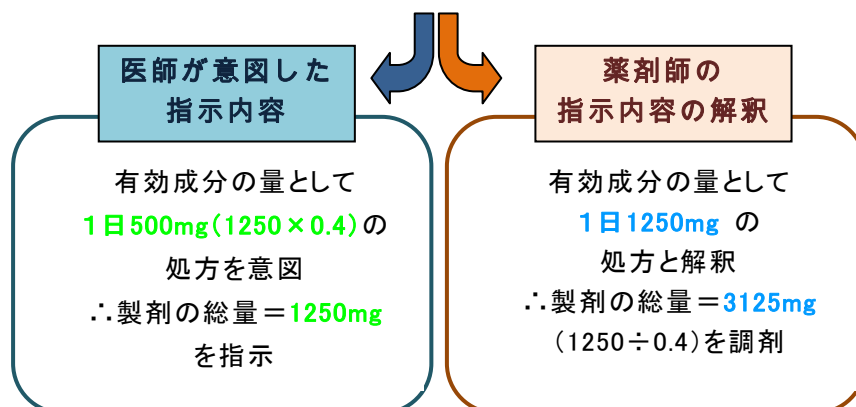 医師が意図した
指示内容
有効成分の量として
１日500mg（1250×0.4）の
処方を意図
∴製剤の総量＝1250mg
を指示
薬剤師の
指示内容の解釈
有効成分の量として
１日1250mg の
処方と解釈
∴製剤の総量＝3125mg
（1250÷0.4）を調剤